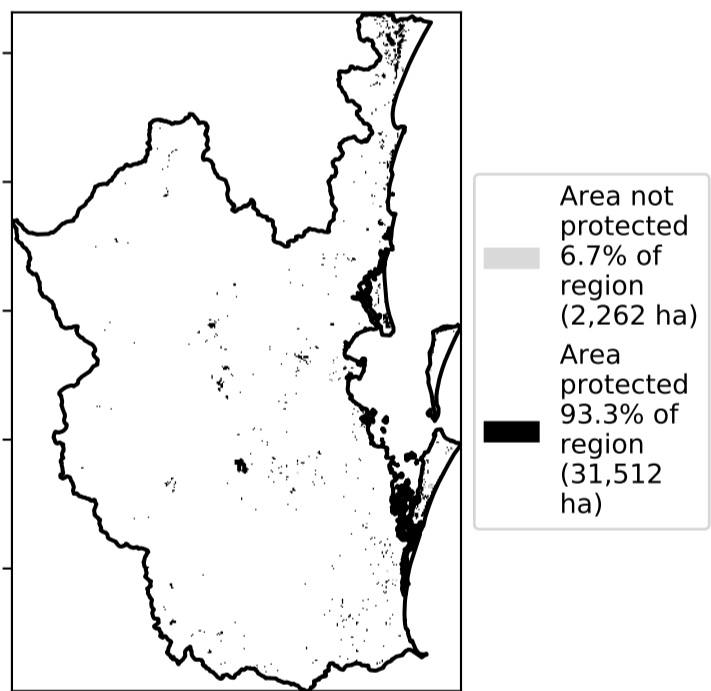 Area not
protected
6.7% of
region
(2,262 ha)
Area
protected
93.3% of
region
(31,512
ha)